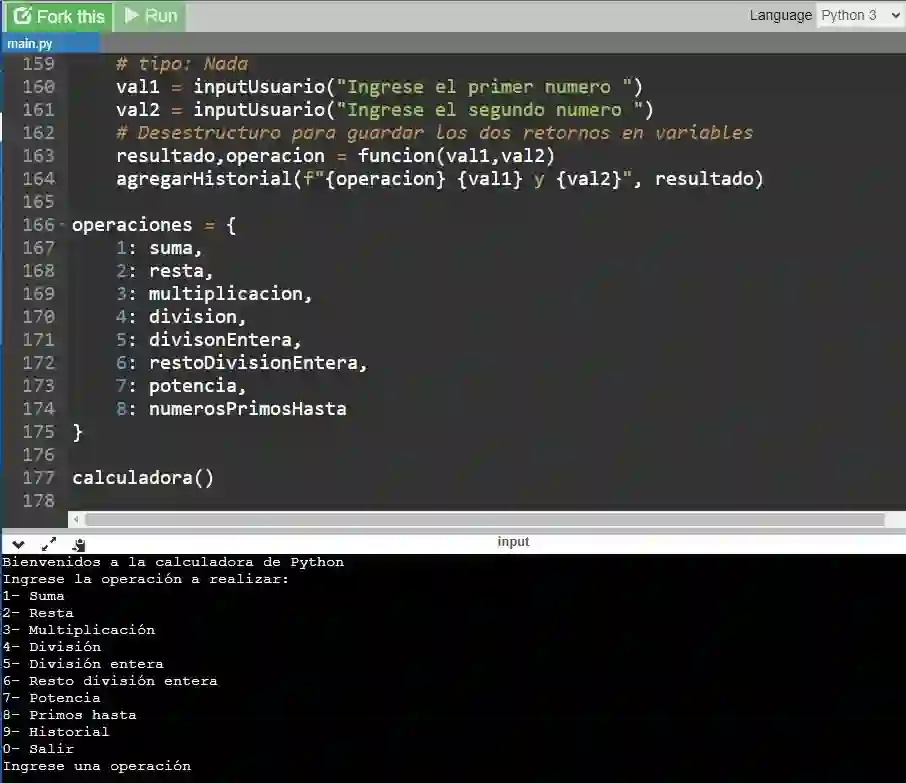 Fork this Run Language Python 3
main.py
159 # tipo: Nada
160 val1 = inputUsuario("Ingrese el primer numero ")
161 val2 = inputUsuario("Ingrese el segundo numero ")
162 # Desestructuro para guardar los dos retornos en variables
163 resultado,operacion = funcion(val1,val2)
164 agregarHistorial(f"{operacion} {val1} y {val2}", resultado)
165
166 operaciones = {
167 1: suma,
168 2: resta,
169 3: multiplicacion,
170 4: division,
171 5: divisonEntera,
172 6: restoDivisionEntera,
173 7: potencia,
174 8: numerosPrimosHasta
175 }
176
177 calculadora()
178
input
Bienvenidos a la calculadora de Python
Ingrese la operación a realizar:
1- Suma
2- Resta
3- Multiplicación
4- División
5- División entera
6- Resto división entera
7- Potencia
8- Primos hasta
9- Historial
0- Salir
Ingrese una operación